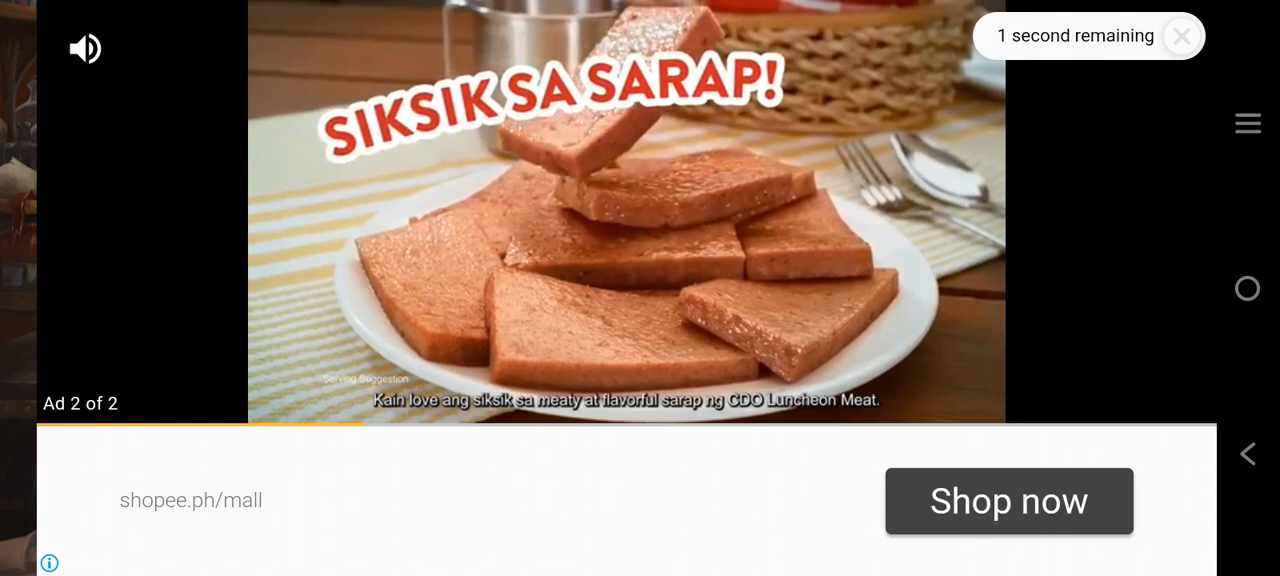 1 second remaining
SIKSIK SA SARAP!
Serving Suggestion
Kain love ang siksik sa meaty at flavorful sarap ng CDO Luncheon Meat.
Ad 2 of 2
shopee.ph/mall
Shop now